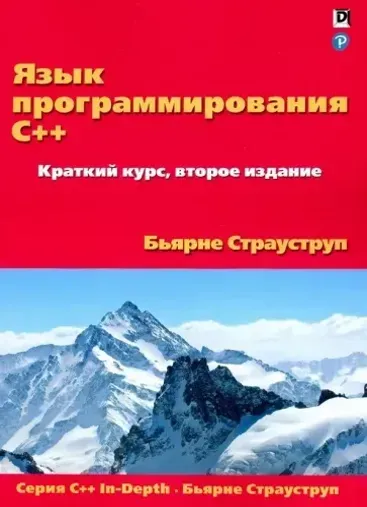 D
P
Язык
программирования
C++
Краткий курс, второе издание
Бьярне Страуструп
Серия C++ In-Depth · Бьярне Страуструп